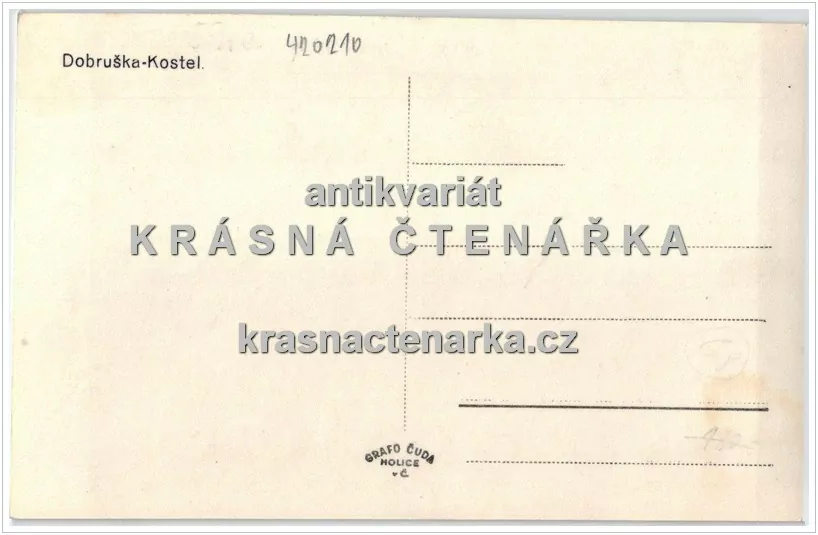 420210
Dobruška-Kostel.
antikvariát
KRÁSNÁ ČTENÁŘKA
krasnactenarka.cz
GRAFO ČUDA
HOLICE
v Č